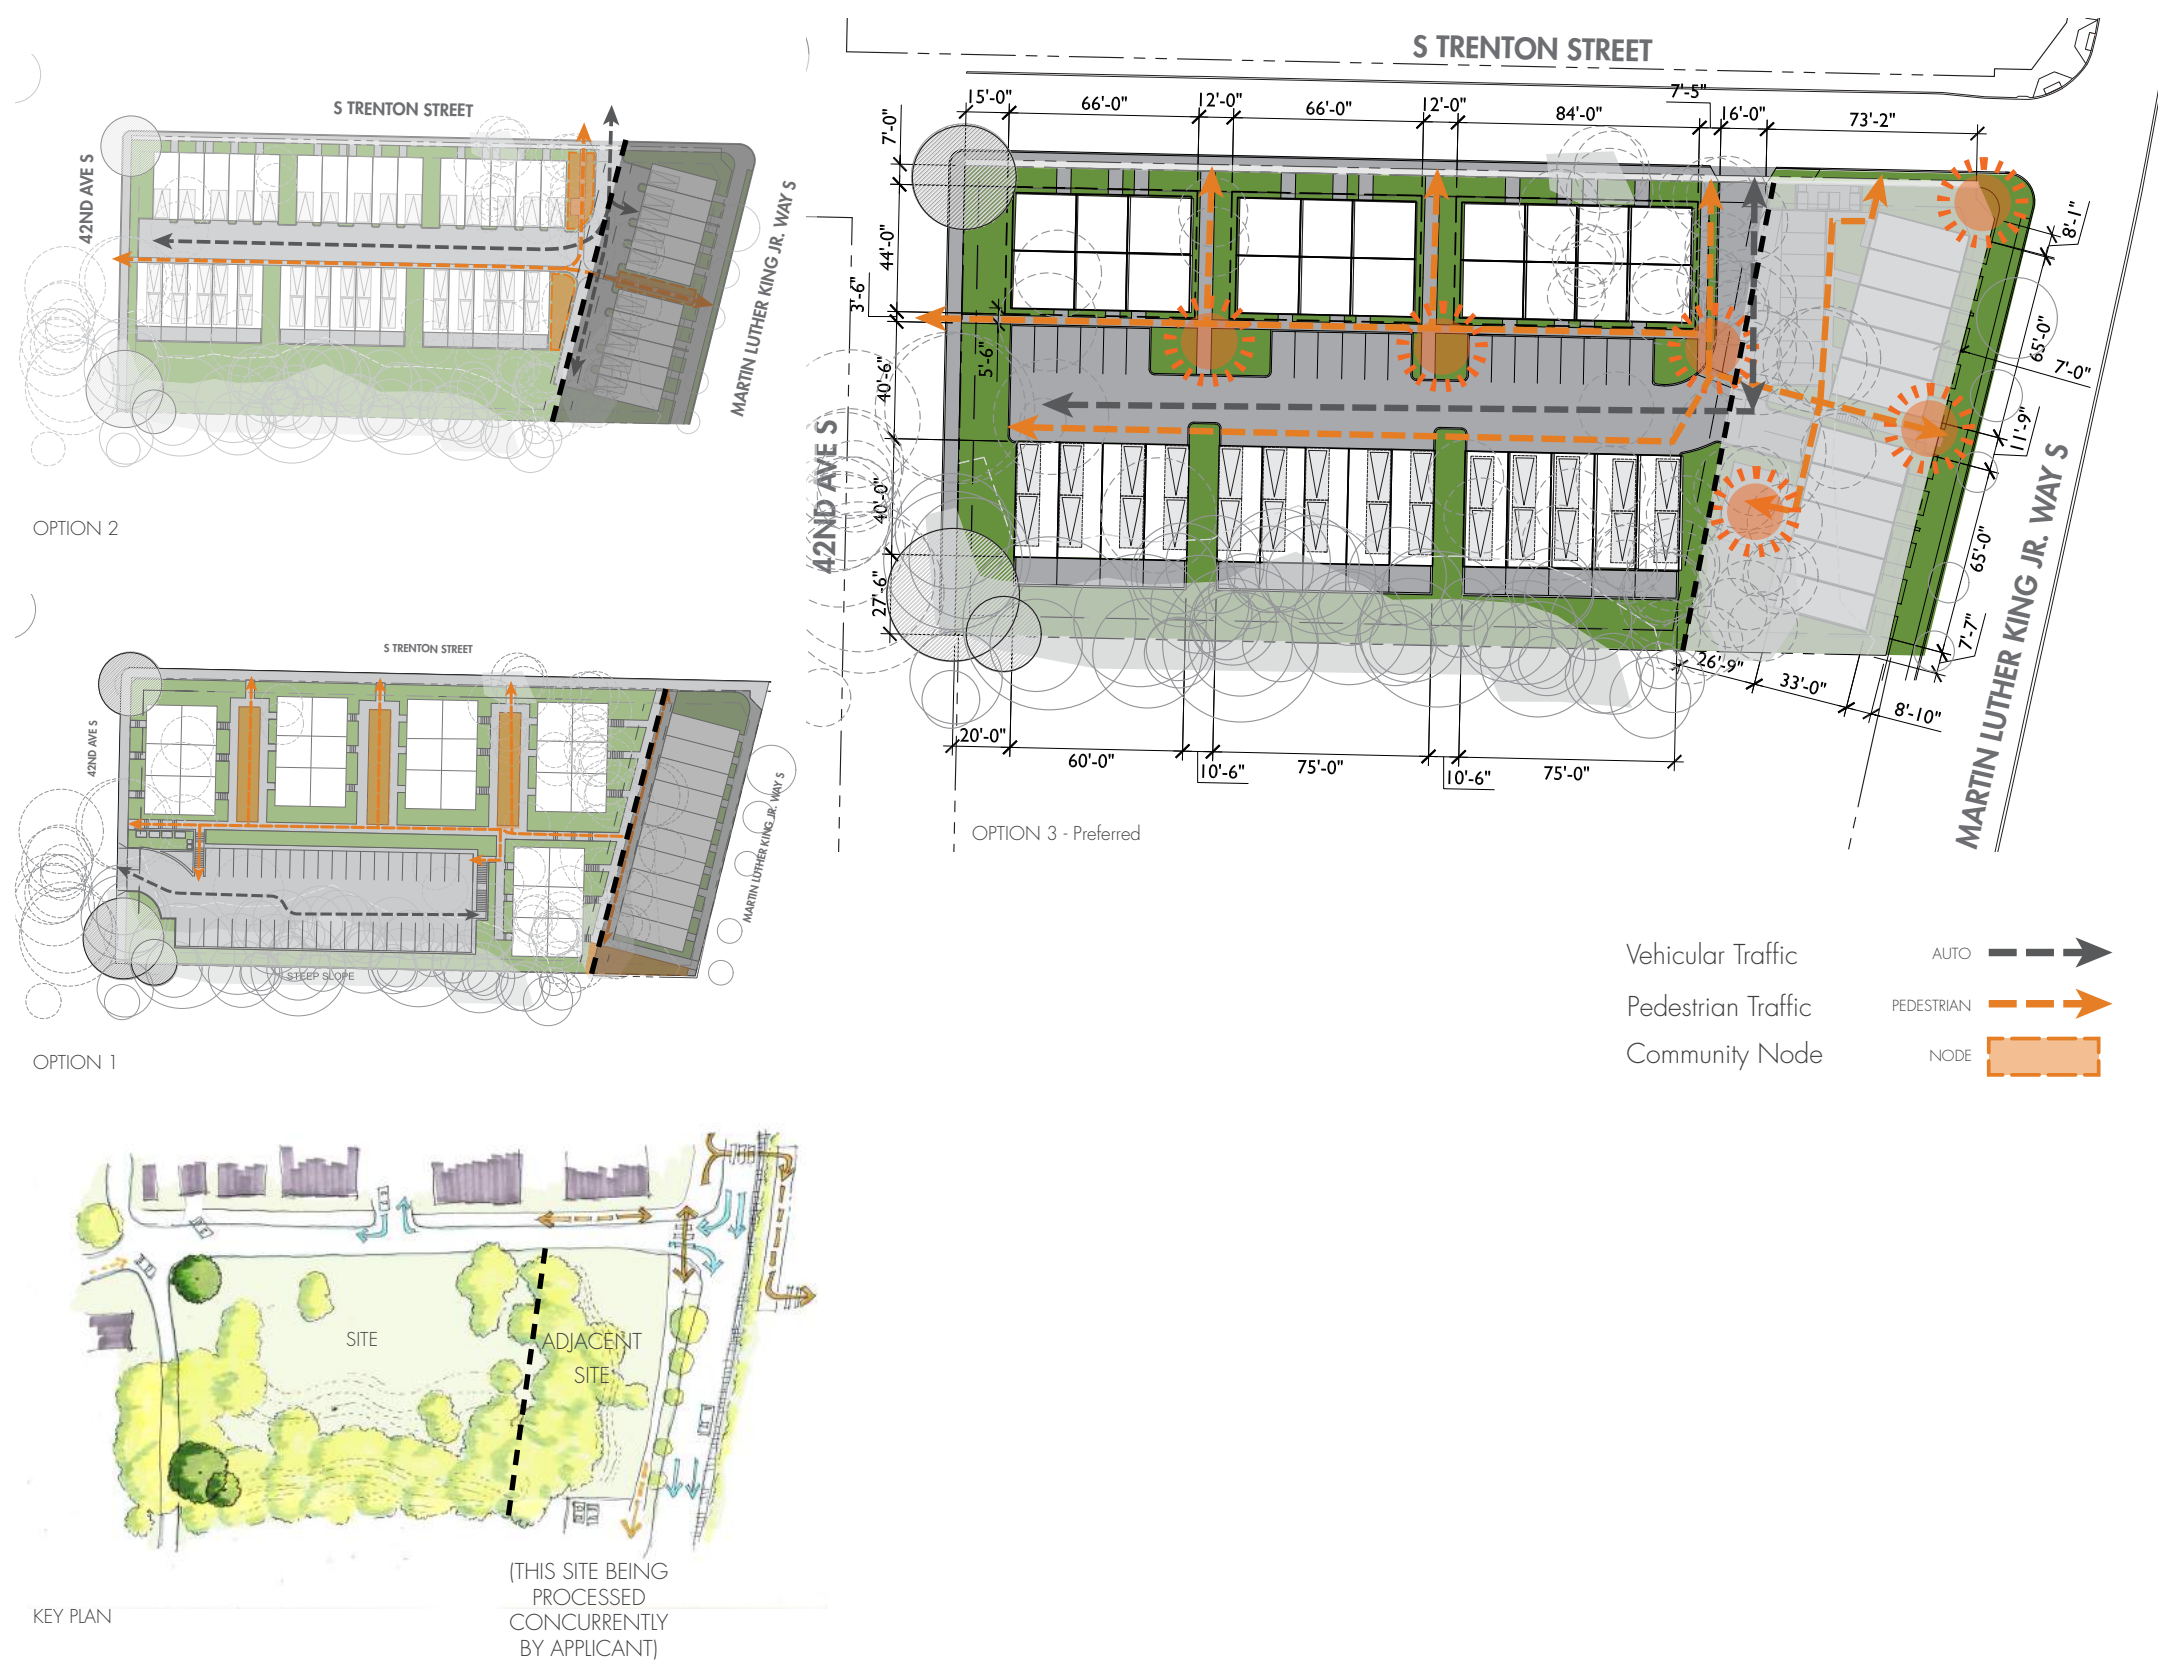 S TRENTON STREET
42ND AVE S
MARTIN LUTHER KING JR. WAY S
OPTION 2
S TRENTON STREET
42ND AVE S
MARTIN LUTHER KING JR. WAY S
STEEP SLOPE
OPTION 1
S TRENTON STREET
15'-0"
66'-0"
12'-0"
66'-0"
12'-0"
84'-0"
7'-5"
16'-0"
73'-2"
7'-0"
44'-0"
3'-6"
5'-6"
40'-6"
40'-0"
27'-6"
42ND AVE S
8'-1"
65'-0"
7'-0"
11'-9"
65'-0"
7'-7"
MARTIN LUTHER KING JR. WAY S
26'-9"
33'-0"
8'-10"
20'-0"
60'-0"
10'-6"
75'-0"
10'-6"
75'-0"
OPTION 3 - Preferred
Vehicular Traffic
AUTO
Pedestrian Traffic
PEDESTRIAN
Community Node
NODE
SITE
ADJACENT
SITE
(THIS SITE BEING
PROCESSED
CONCURRENTLY
BY APPLICANT)
KEY PLAN